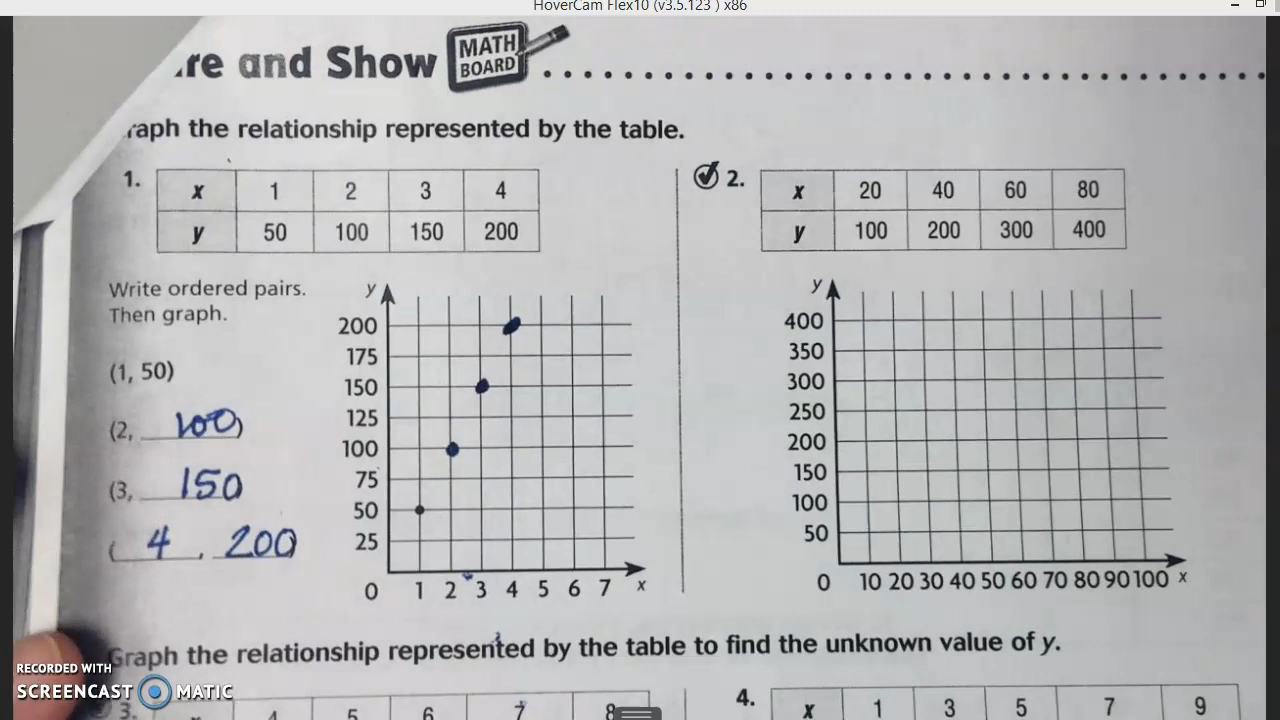 HoverCam Flex10 (v3.5.123 ) x86
re and Show MATH BOARD
raph the relationship represented by the table.
1. x 1 2 3 4
y 50 100 150 200
2. x 20 40 60 80
y 100 200 300 400
Write ordered pairs.
Then graph.
(1, 50)
(2, 100)
(3, 150
( 4 , 200)
y
200
175
150
125
100
75
50
25
0 1 2 3 4 5 6 7 x
y
400
350
300
250
200
150
100
50
0 10 20 30 40 50 60 70 80 90 100 x
Graph the relationship represented by the table to find the unknown value of y.
3. x 4 5 6 7 8
4. x 1 3 5 7 9
RECORDED WITH
SCREENCAST MATIC